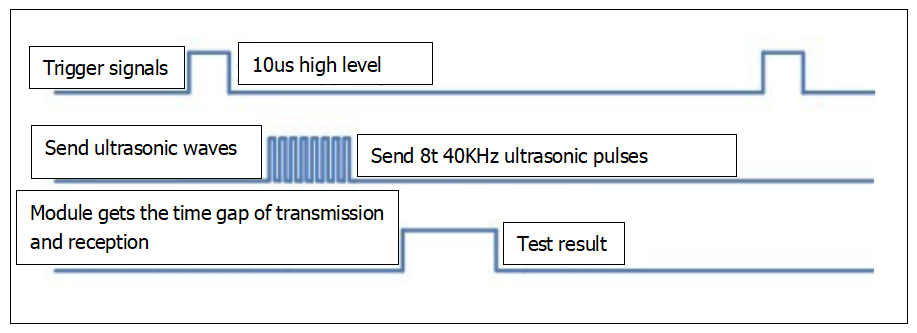 Trigger signals
10us high level
Send ultrasonic waves
Send 8t 40KHz ultrasonic pulses
Module gets the time gap of transmission
and reception
Test result